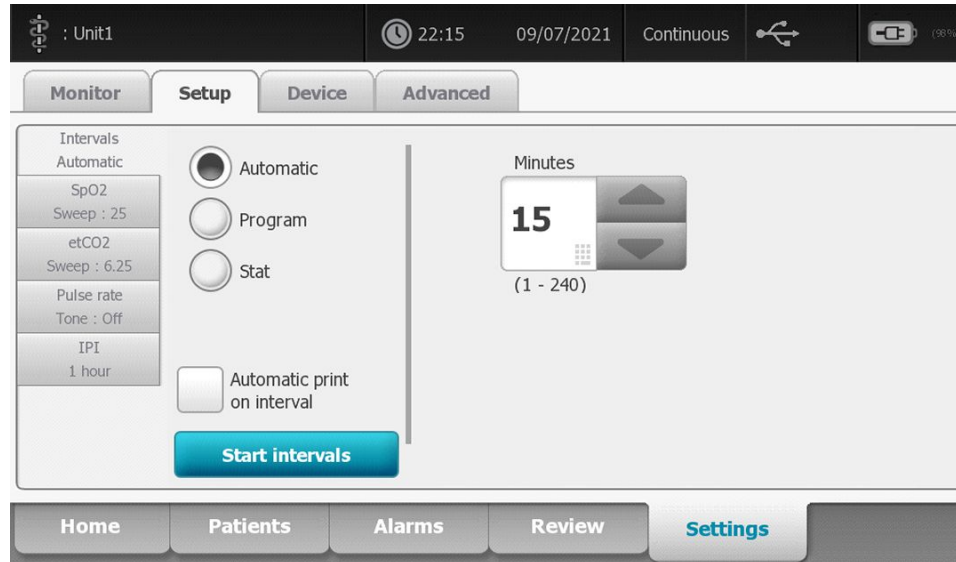 : Unit1
22:15
09/07/2021
Continuous
(98%
Monitor
Setup
Device
Advanced
Intervals
Automatic
SpO2
Sweep : 25
etCO2
Sweep : 6.25
Pulse rate
Tone : Off
IPI
1 hour
Automatic
Program
Stat
Automatic print
on interval
Start intervals
Minutes
15
(1 - 240)
Home
Patients
Alarms
Review
Settings